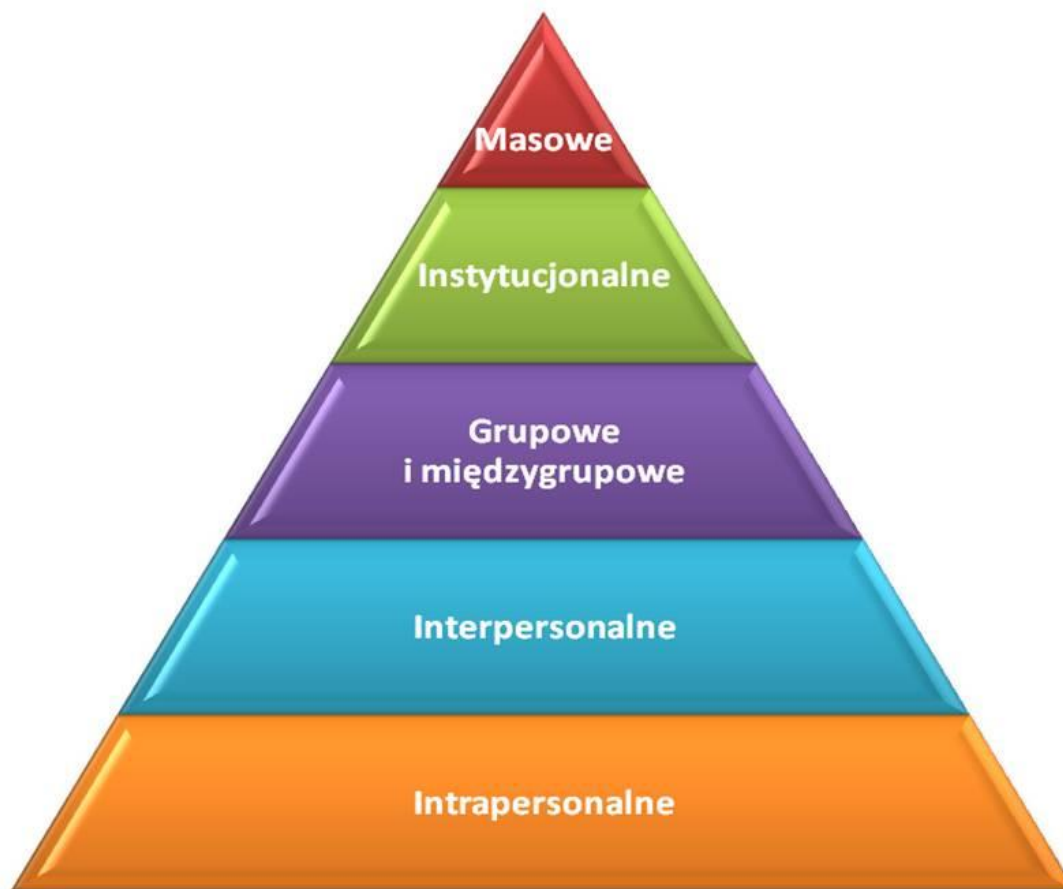 Masowe
Instytucjonalne
Grupowe
i międzygrupowe
Interpersonalne
Intrapersonalne